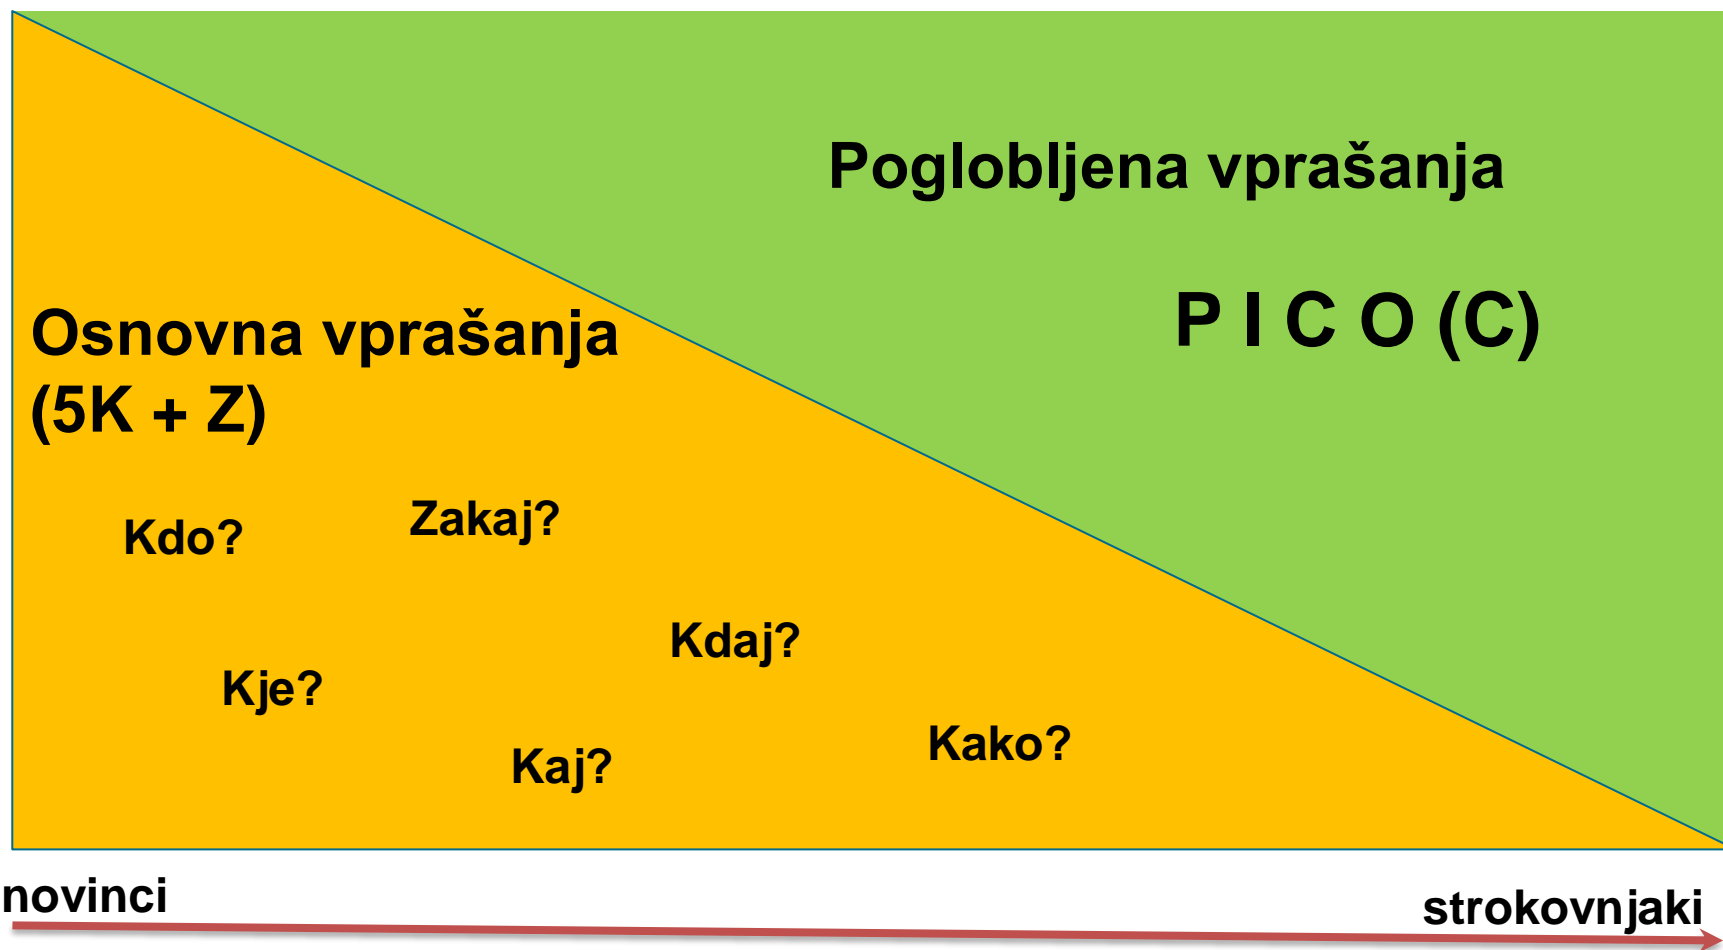 Poglobljena vprašanja
P I C O (C)
Osnovna vprašanja
(5K + Z)
Kdo?
Zakaj?
Kdaj?
Kje?
Kaj?
Kako?
novinci
strokovnjaki